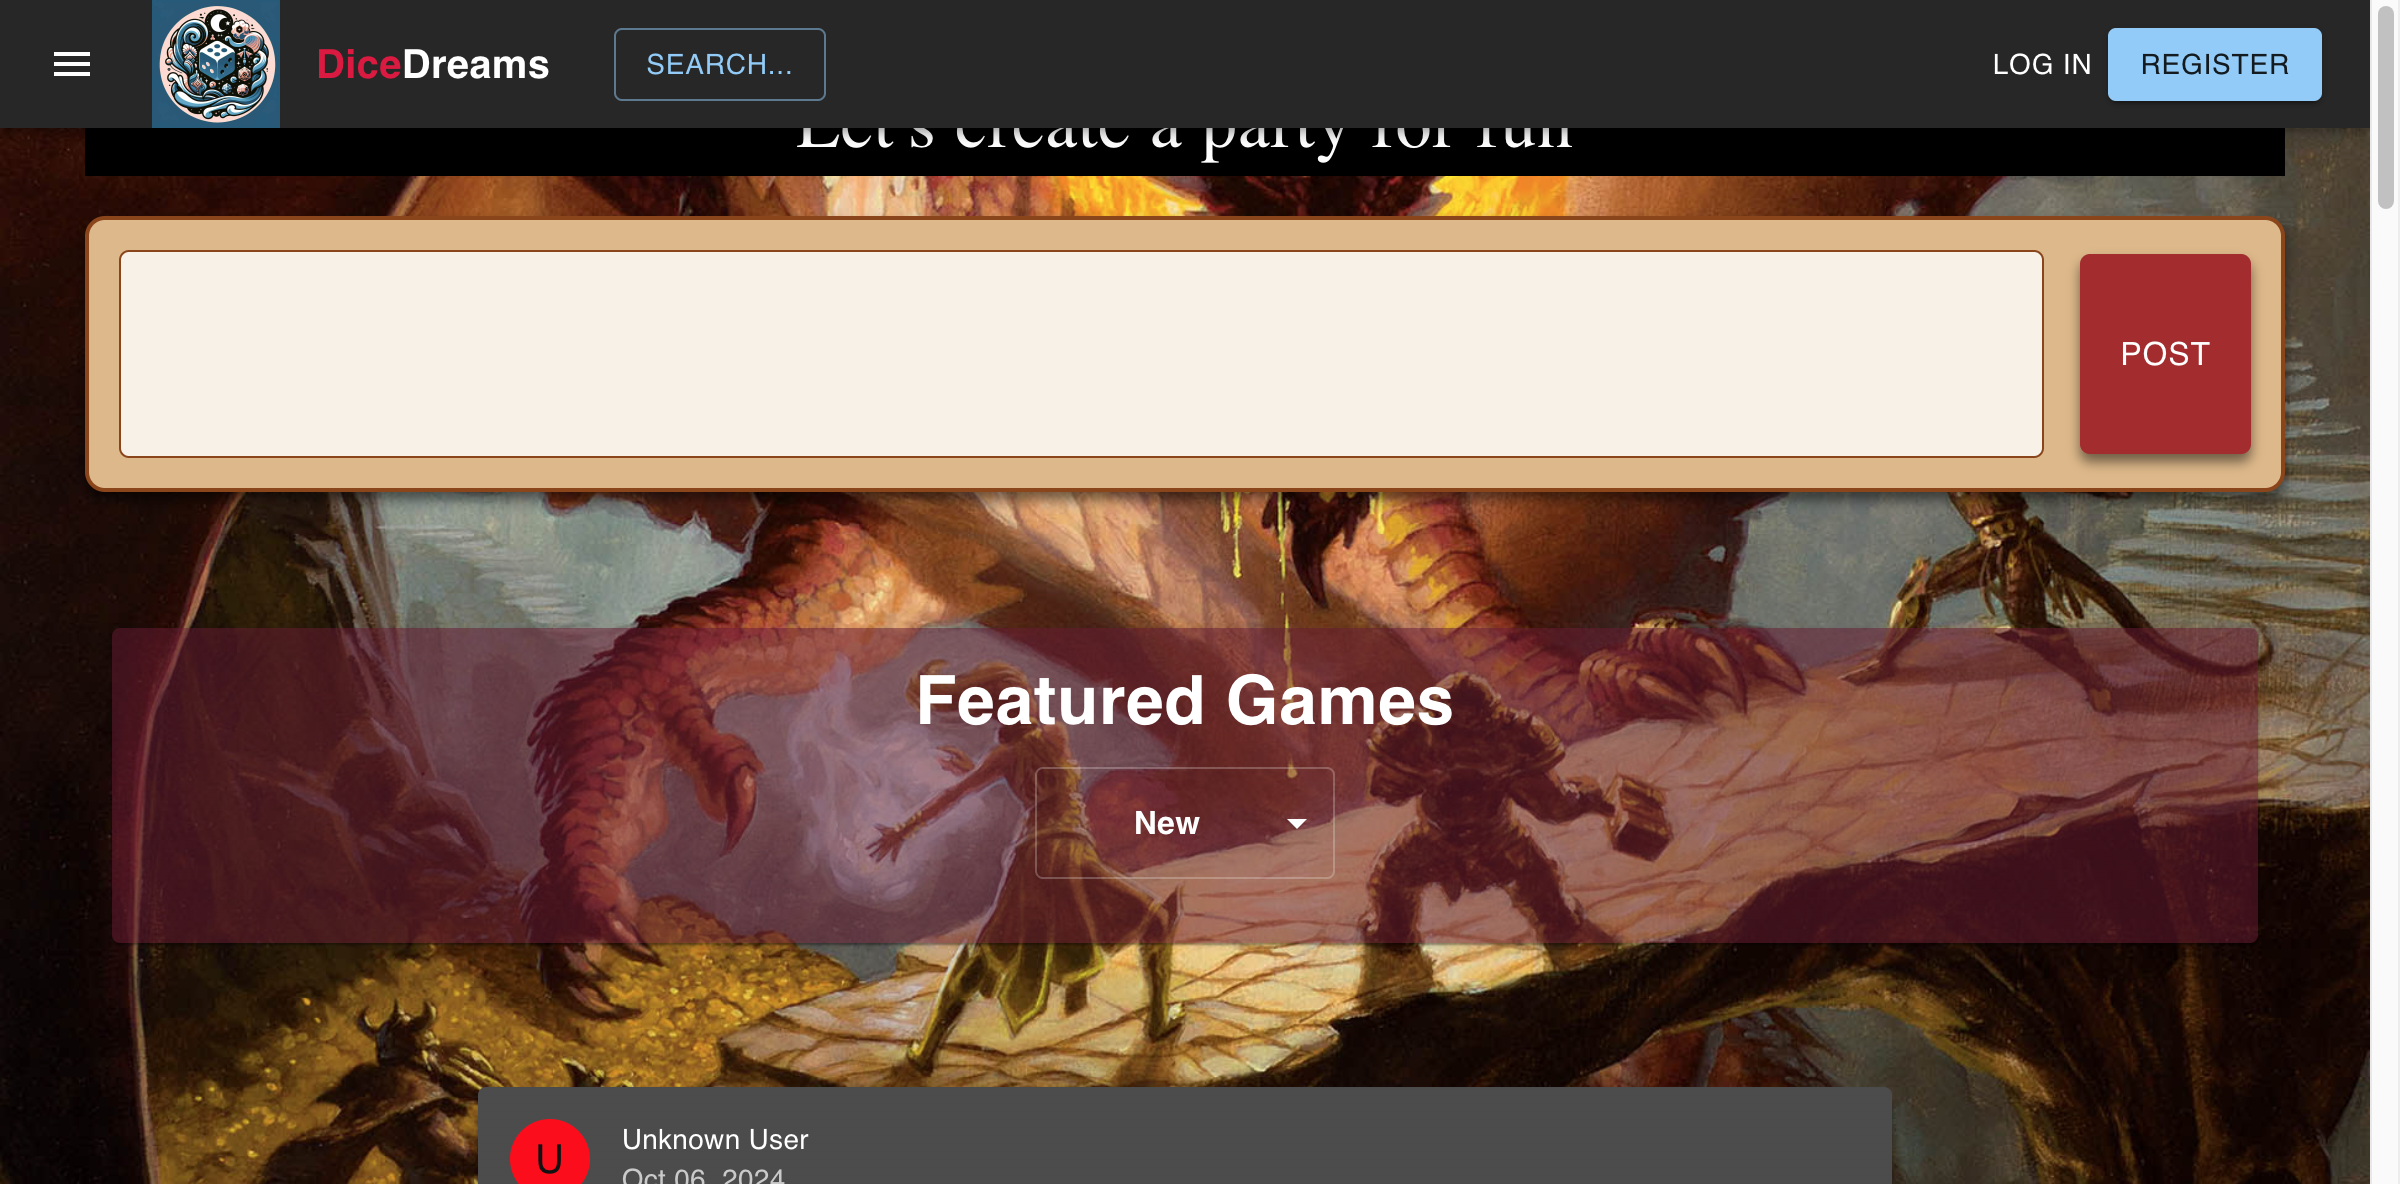 DiceDreams
SEARCH...
LOG IN
REGISTER
Let's create a party for fun
POST
Featured Games
New
U
Unknown User
Oct 06, 2024